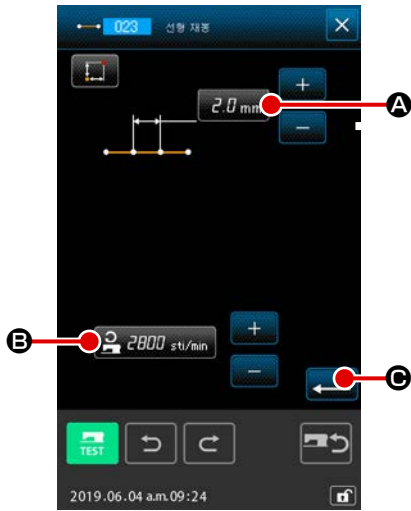 023 선형 재봉
2.0 mm
A
B
2800 sti/min
C
TEST
2019.06.04 a.m.09:24